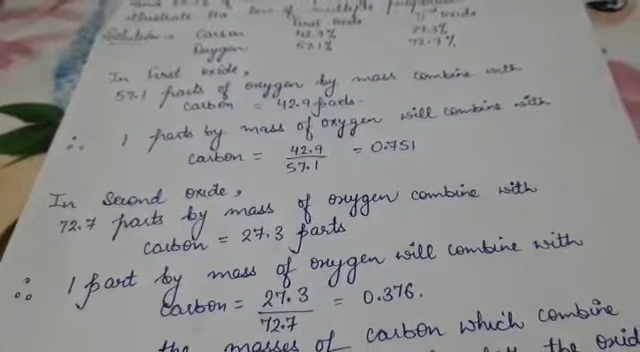 illustrate the law of multiple
First oxide
Solution : Carbon 42.9% 27.3%
Oxygen 57.1% 72.7%
In First oxide,
57.1 parts of oxygen by mass combine with
carbon = 42.9 parts.
∴ 1 parts by mass of oxygen will combine with
carbon = 42.9 / 57.1 = 0.751
In Second oxide,
72.7 parts by mass of oxygen combine with
carbon = 27.3 parts
∴ 1 part by mass of oxygen will combine with
carbon = 27.3 / 72.7 = 0.376.
the masses of carbon which combine
the oxid